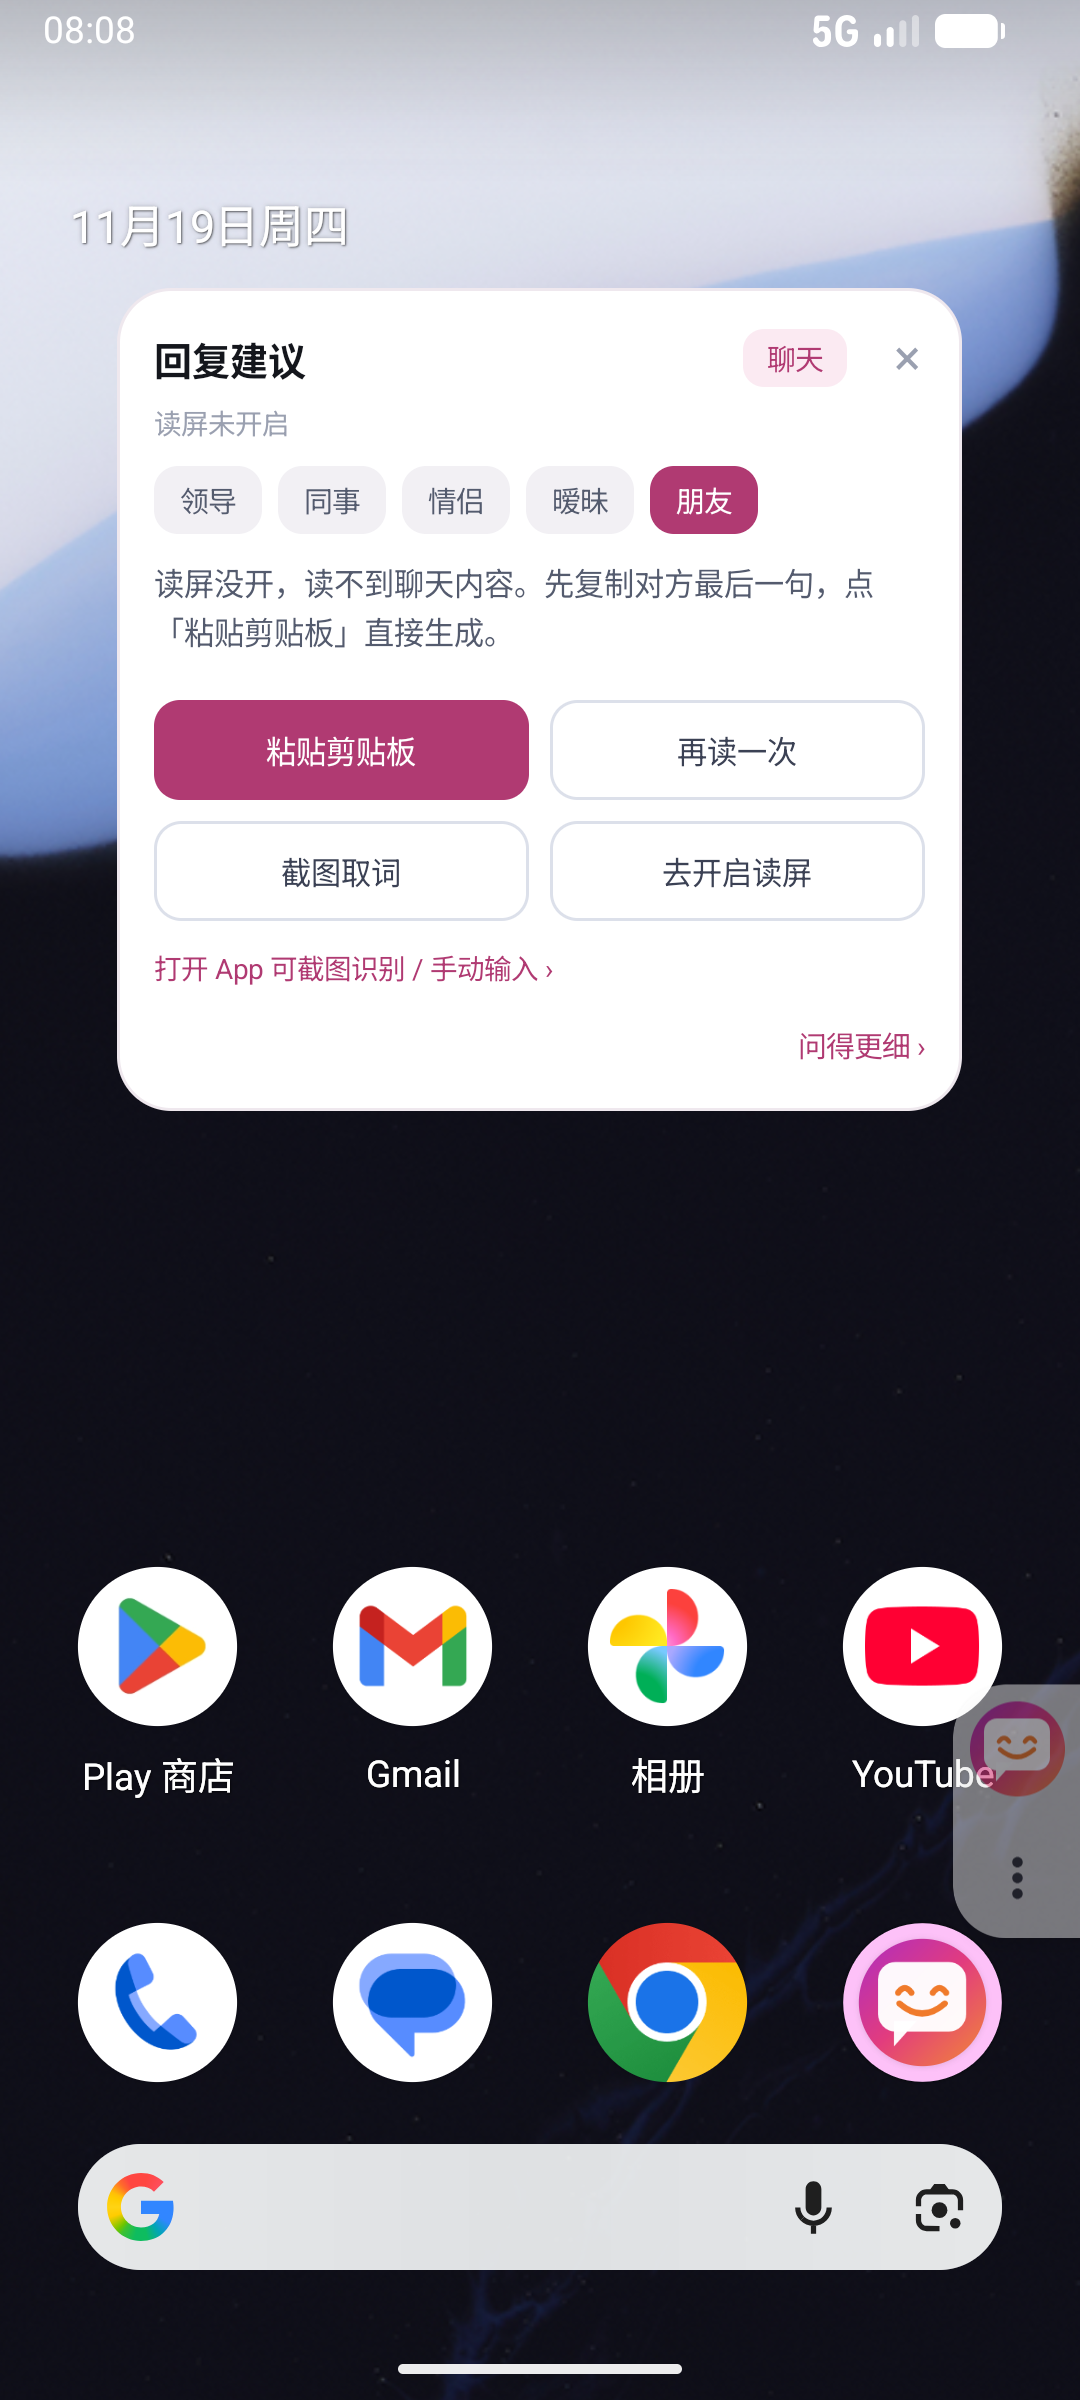 08:08
5G
11月19日周四
回复建议
聊天
×
读屏未开启
领导
同事
情侣
暧昧
朋友
读屏没开，读不到聊天内容。先复制对方最后一句，点
「粘贴剪贴板」直接生成。
粘贴剪贴板
再读一次
截图取词
去开启读屏
打开 App 可截图识别 / 手动输入 ›
问得更细 ›
Play 商店
Gmail
相册
YouTube